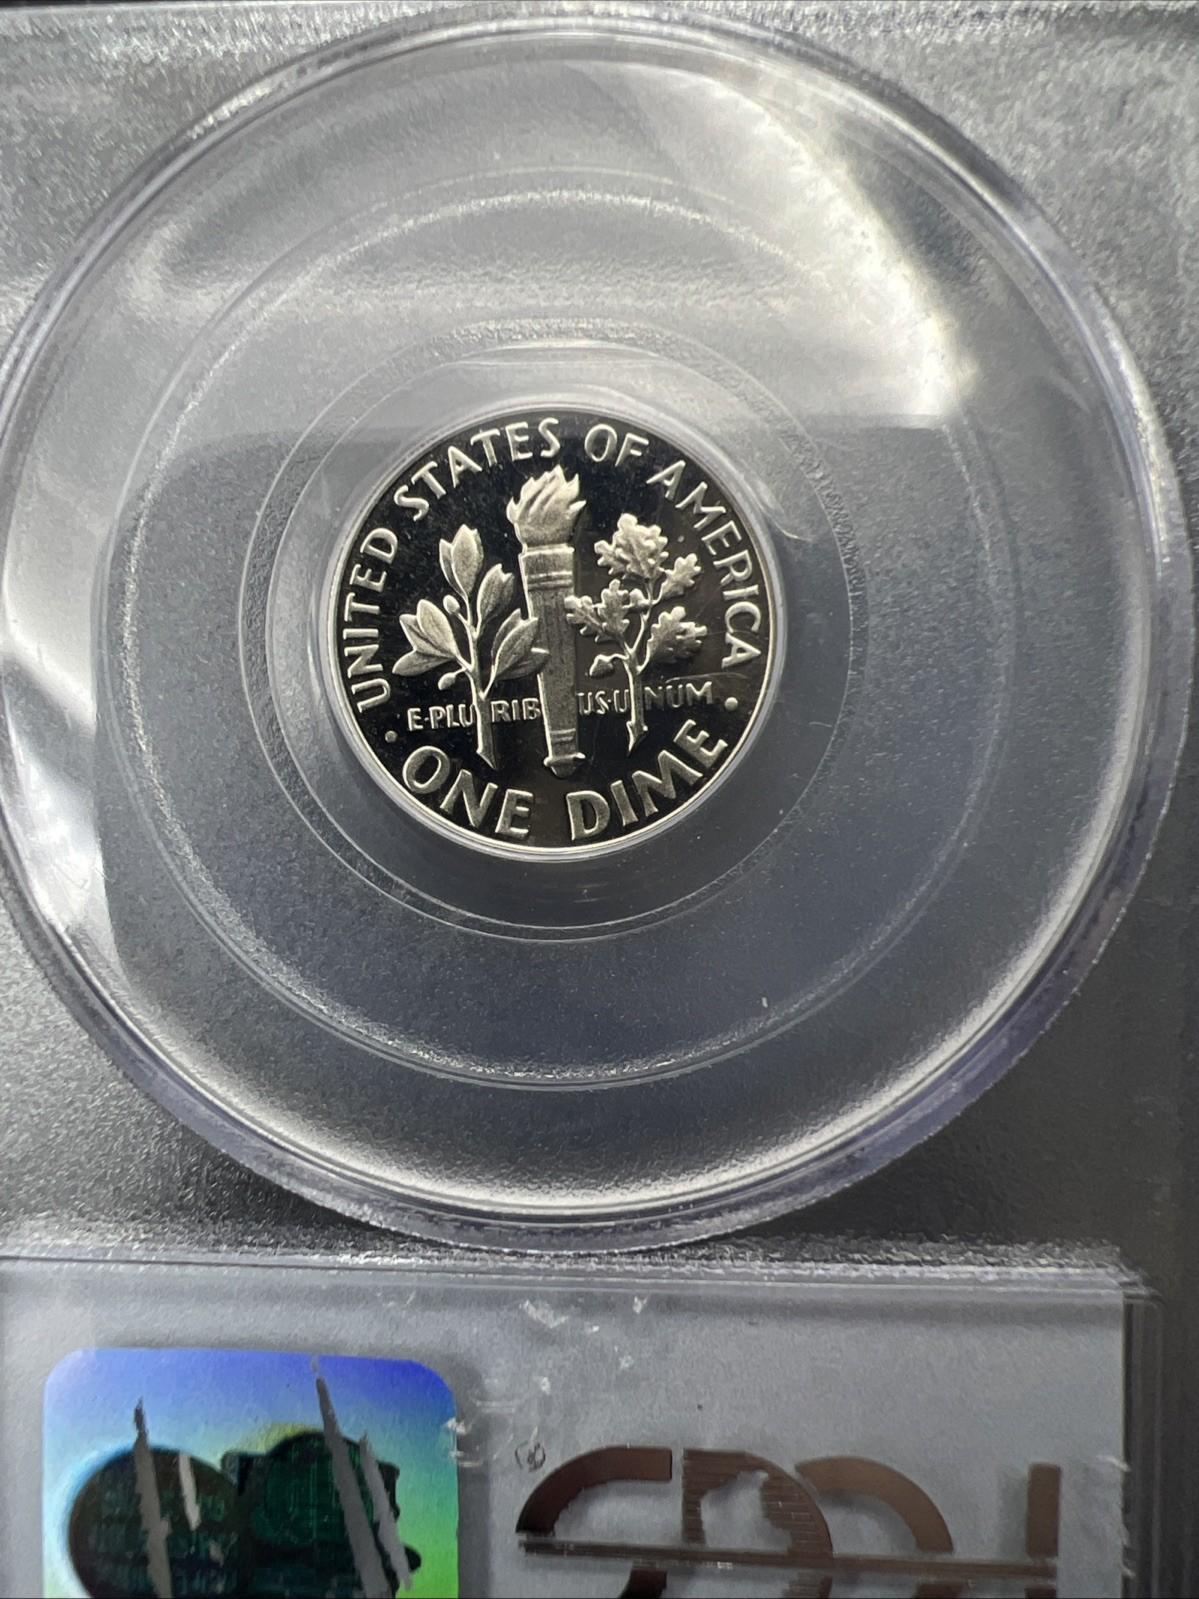 UNITED STATES OF AMERICA
E·PLURIBUS·UNUM
· ONE DIME ·